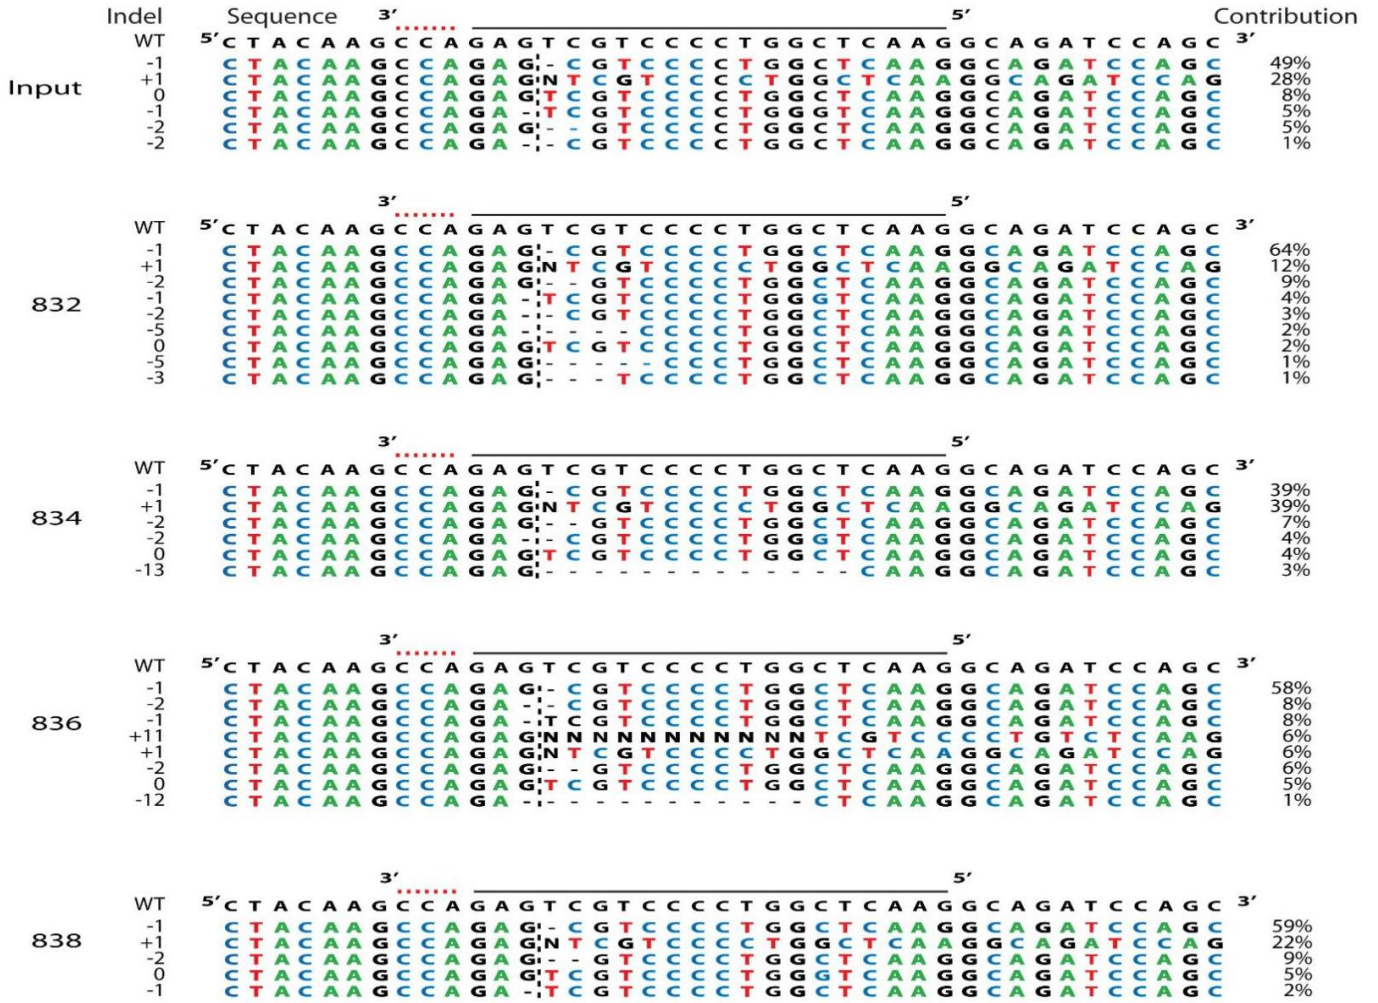 Indel Sequence 3′ 5′ Contribution
WT 5′ C T A C A A G C C A G A G T C G T C C C C T G G C T C A A G G C A G A T C C A G C 3′
-1 C T A C A A G C C A G A G - C G T C C C C T G G C T C A A G G C A G A T C C A G C 49%
Input
+1 C T A C A A G C C A G A G N T C G T C C C C T G G C T C A A G G C A G A T C C A G 28%
0 C T A C A A G C C A G A G T C G T C C C C T G G C T C A A G G C A G A T C C A G C 8%
-1 C T A C A A G C C A G A - T C G T C C C C T G G G T C A A G G C A G A T C C A G C 5%
-2 C T A C A A G C C A G A G - - G T C C C C T G G C T C A A G G C A G A T C C A G C 5%
-2 C T A C A A G C C A G A - - C G T C C C C T G G C T C A A G G C A G A T C C A G C 1%
3′ 5′
WT 5′ C T A C A A G C C A G A G T C G T C C C C T G G C T C A A G G C A G A T C C A G C 3′
-1 C T A C A A G C C A G A G - C G T C C C C T G G C T C A A G G C A G A T C C A G C 64%
+1 C T A C A A G C C A G A G N T C G T C C C C T G G C T C A A G G C A G A T C C A G 12%
-2 C T A C A A G C C A G A G - - G T C C C C T G G C T C A A G G C A G A T C C A G C 9%
832 -1 C T A C A A G C C A G A - T C G T C C C C T G G G T C A A G G C A G A T C C A G C 4%
-2 C T A C A A G C C A G A - - C G T C C C C T G G C T C A A G G C A G A T C C A G C 3%
-5 C T A C A A G C C A G A - - - - - C C C C T G G C T C A A G G C A G A T C C A G C 2%
0 C T A C A A G C C A G A G T C G T C C C C T G G C T C A A G G C A G A T C C A G C 2%
-5 C T A C A A G C C A G A G - - - - - C C C T G G C T C A A G G C A G A T C C A G C 1%
-3 C T A C A A G C C A G A G - - - T C C C C T G G C T C A A G G C A G A T C C A G C 1%
3′ 5′
WT 5′ C T A C A A G C C A G A G T C G T C C C C T G G C T C A A G G C A G A T C C A G C 3′
-1 C T A C A A G C C A G A G - C G T C C C C T G G C T C A A G G C A G A T C C A G C 39%
+1 C T A C A A G C C A G A G N T C G T C C C C T G G C T C A A G G C A G A T C C A G 39%
834 -2 C T A C A A G C C A G A G - - G T C C C C T G G C T C A A G G C A G A T C C A G C 7%
-2 C T A C A A G C C A G A - - C G T C C C C T G G G T C A A G G C A G A T C C A G C 4%
0 C T A C A A G C C A G A G T C G T C C C C T G G C T C A A G G C A G A T C C A G C 4%
-13 C T A C A A G C C A G A G - - - - - - - - - - - - - C A A G G C A G A T C C A G C 3%
3′ 5′
WT 5′ C T A C A A G C C A G A G T C G T C C C C T G G C T C A A G G C A G A T C C A G C 3′
-1 C T A C A A G C C A G A G - C G T C C C C T G G C T C A A G G C A G A T C C A G C 58%
-2 C T A C A A G C C A G A - - C G T C C C C T G G C T C A A G G C A G A T C C A G C 8%
836 -1 C T A C A A G C C A G A - T C G T C C C C T G G C T C A A G G C A G A T C C A G C 8%
+11 C T A C A A G C C A G A G N N N N N N N N N N N T C G T C C C C T G T C T C A A G 6%
+1 C T A C A A G C C A G A G N T C G T C C C C T G G C T C A A G G C A G A T C C A G 6%
-2 C T A C A A G C C A G A G - - G T C C C C T G G C T C A A G G C A G A T C C A G C 6%
0 C T A C A A G C C A G A G T C G T C C C C T G G C T C A A G G C A G A T C C A G C 5%
-12 C T A C A A G C C A G A - - - - - - - - - - - - C T C A A G G C A G A T C C A G C 1%
3′ 5′
WT 5′ C T A C A A G C C A G A G T C G T C C C C T G G C T C A A G G C A G A T C C A G C 3′
-1 C T A C A A G C C A G A G - C G T C C C C T G G C T C A A G G C A G A T C C A G C 59%
838 +1 C T A C A A G C C A G A G N T C G T C C C C T G G C T C A A G G C A G A T C C A G 22%
-2 C T A C A A G C C A G A G - - G T C C C C T G G C T C A A G G C A G A T C C A G C 9%
0 C T A C A A G C C A G A G T C G T C C C C T G G G T C A A G G C A G A T C C A G C 5%
-1 C T A C A A G C C A G A - T C G T C C C C T G G C T C A A G G C A G A T C C A G C 2%